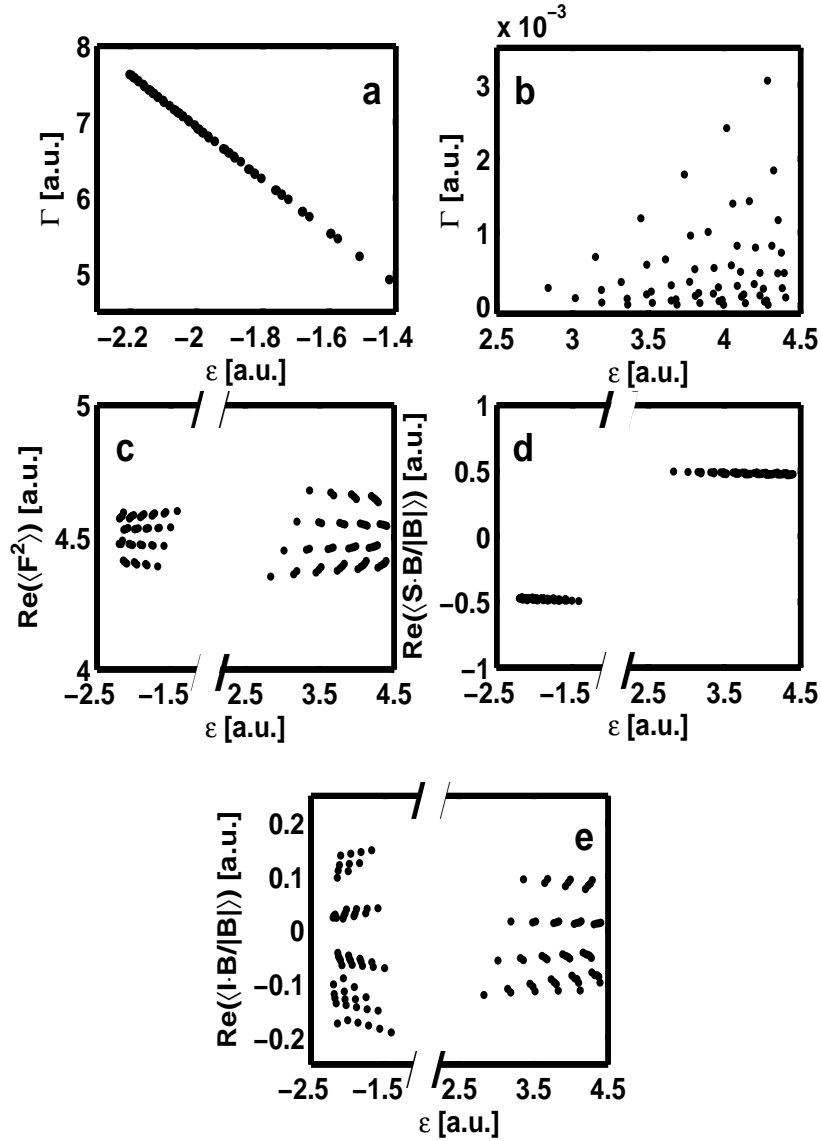 a
8
7
6
5
Γ [a.u.]
−2.2 −2 −1.8 −1.6 −1.4
ε [a.u.]
x 10⁻³
b
3
2
1
0
Γ [a.u.]
2.5 3 3.5 4 4.5
ε [a.u.]
c
5
4.5
4
Re(⟨F²⟩) [a.u.]
−2.5 −1.5 2.5 3.5 4.5
ε [a.u.]
d
1
0.5
0
−0.5
−1
Re(⟨S·B/|B|⟩) [a.u.]
−2.5 −1.5 2.5 3.5 4.5
ε [a.u.]
e
0.2
0.1
0
−0.1
−0.2
Re(⟨I·B/|B|⟩) [a.u.]
−2.5 −1.5 2.5 3.5 4.5
ε [a.u.]